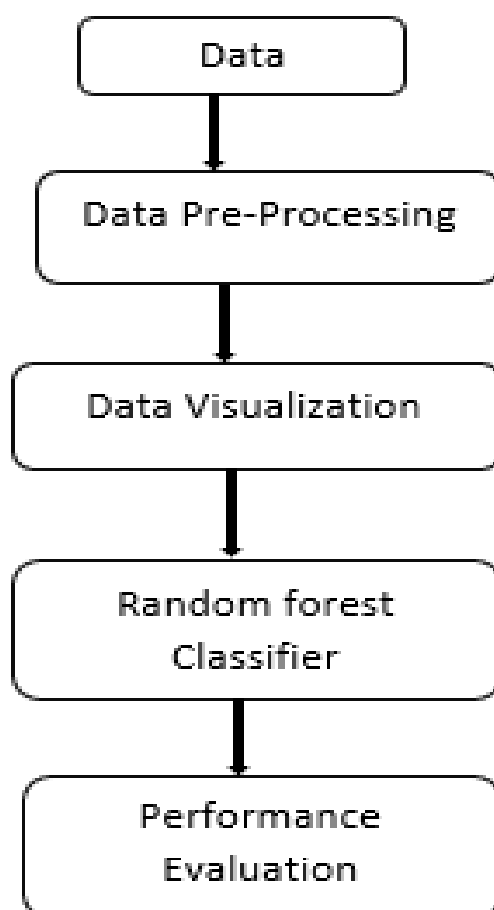 Data
Data Pre-Processing
Data Visualization
Random forest
Classifier
Performance
Evaluation